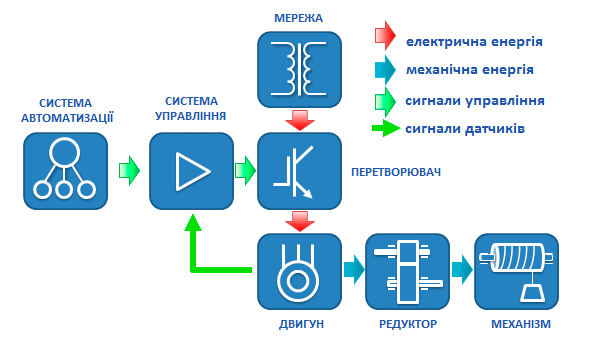 МЕРЕЖА
електрична енергія
механічна енергія
сигнали управління
сигнали датчиків
СИСТЕМА
АВТОМАТИЗАЦІЇ
СИСТЕМА
УПРАВЛІННЯ
ПЕРЕТВОРЮВАЧ
ДВИГУН
РЕДУКТОР
МЕХАНІЗМ